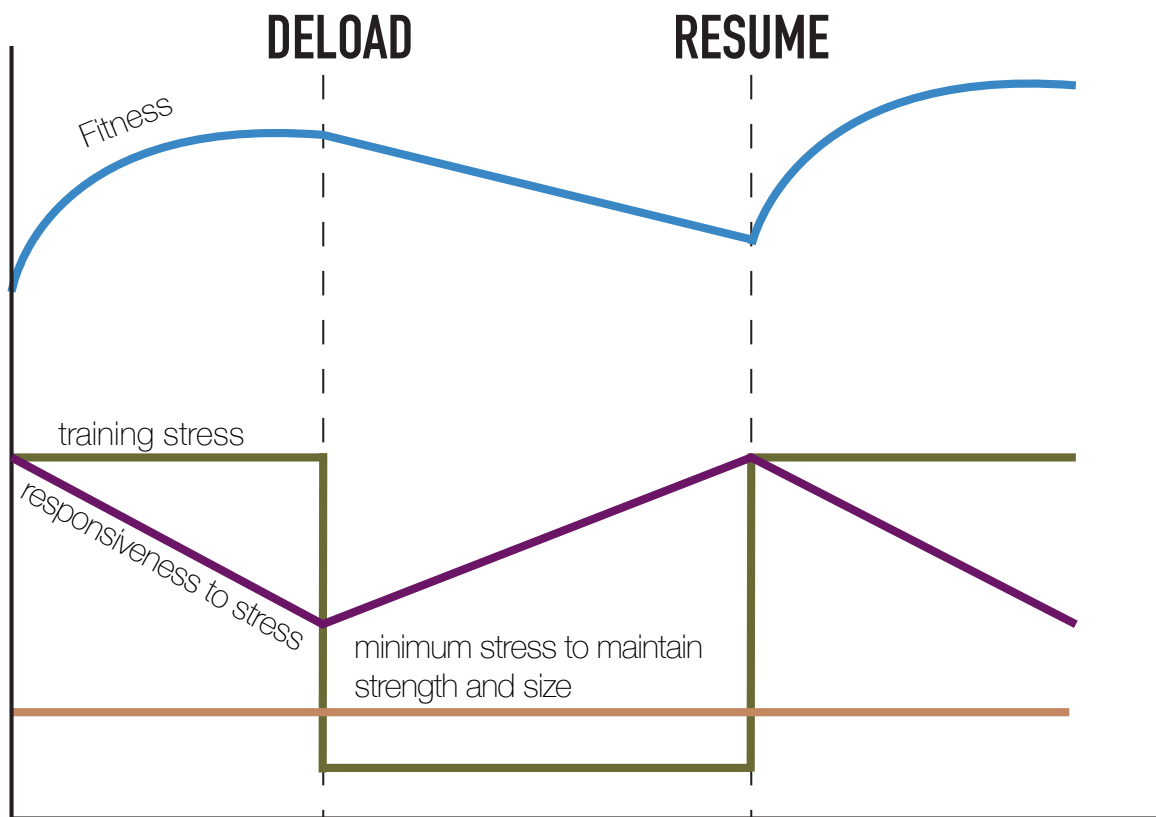 DELOAD
RESUME
Fitness
training stress
responsiveness to stress
minimum stress to maintain
strength and size